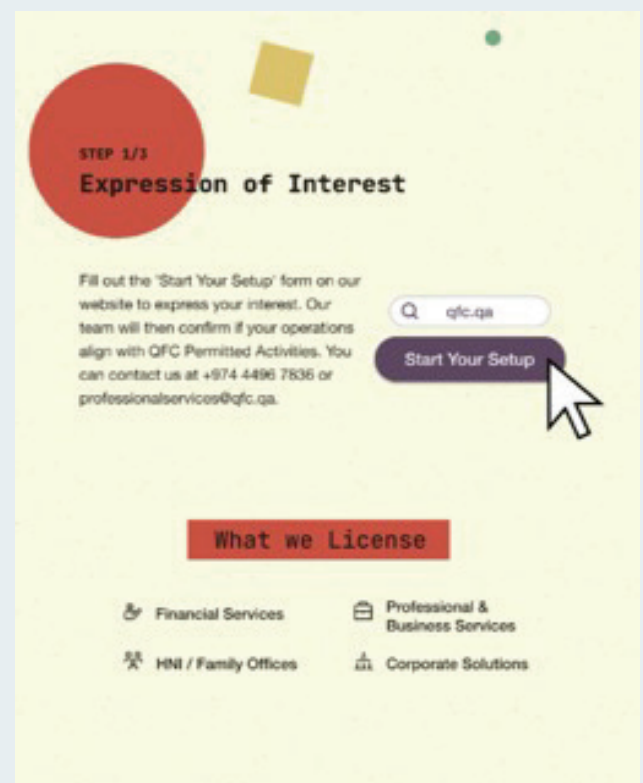 STEP 1/3
Expression of Interest
Fill out the 'Start Your Setup' form on our
website to express your interest. Our
team will then confirm if your operations
align with QFC Permitted Activities. You
can contact us at +974 4496 7836 or
professionalservices@qfc.qa.
qfc.qa
Start Your Setup
What we License
Financial Services
Professional &
Business Services
HNI / Family Offices
Corporate Solutions